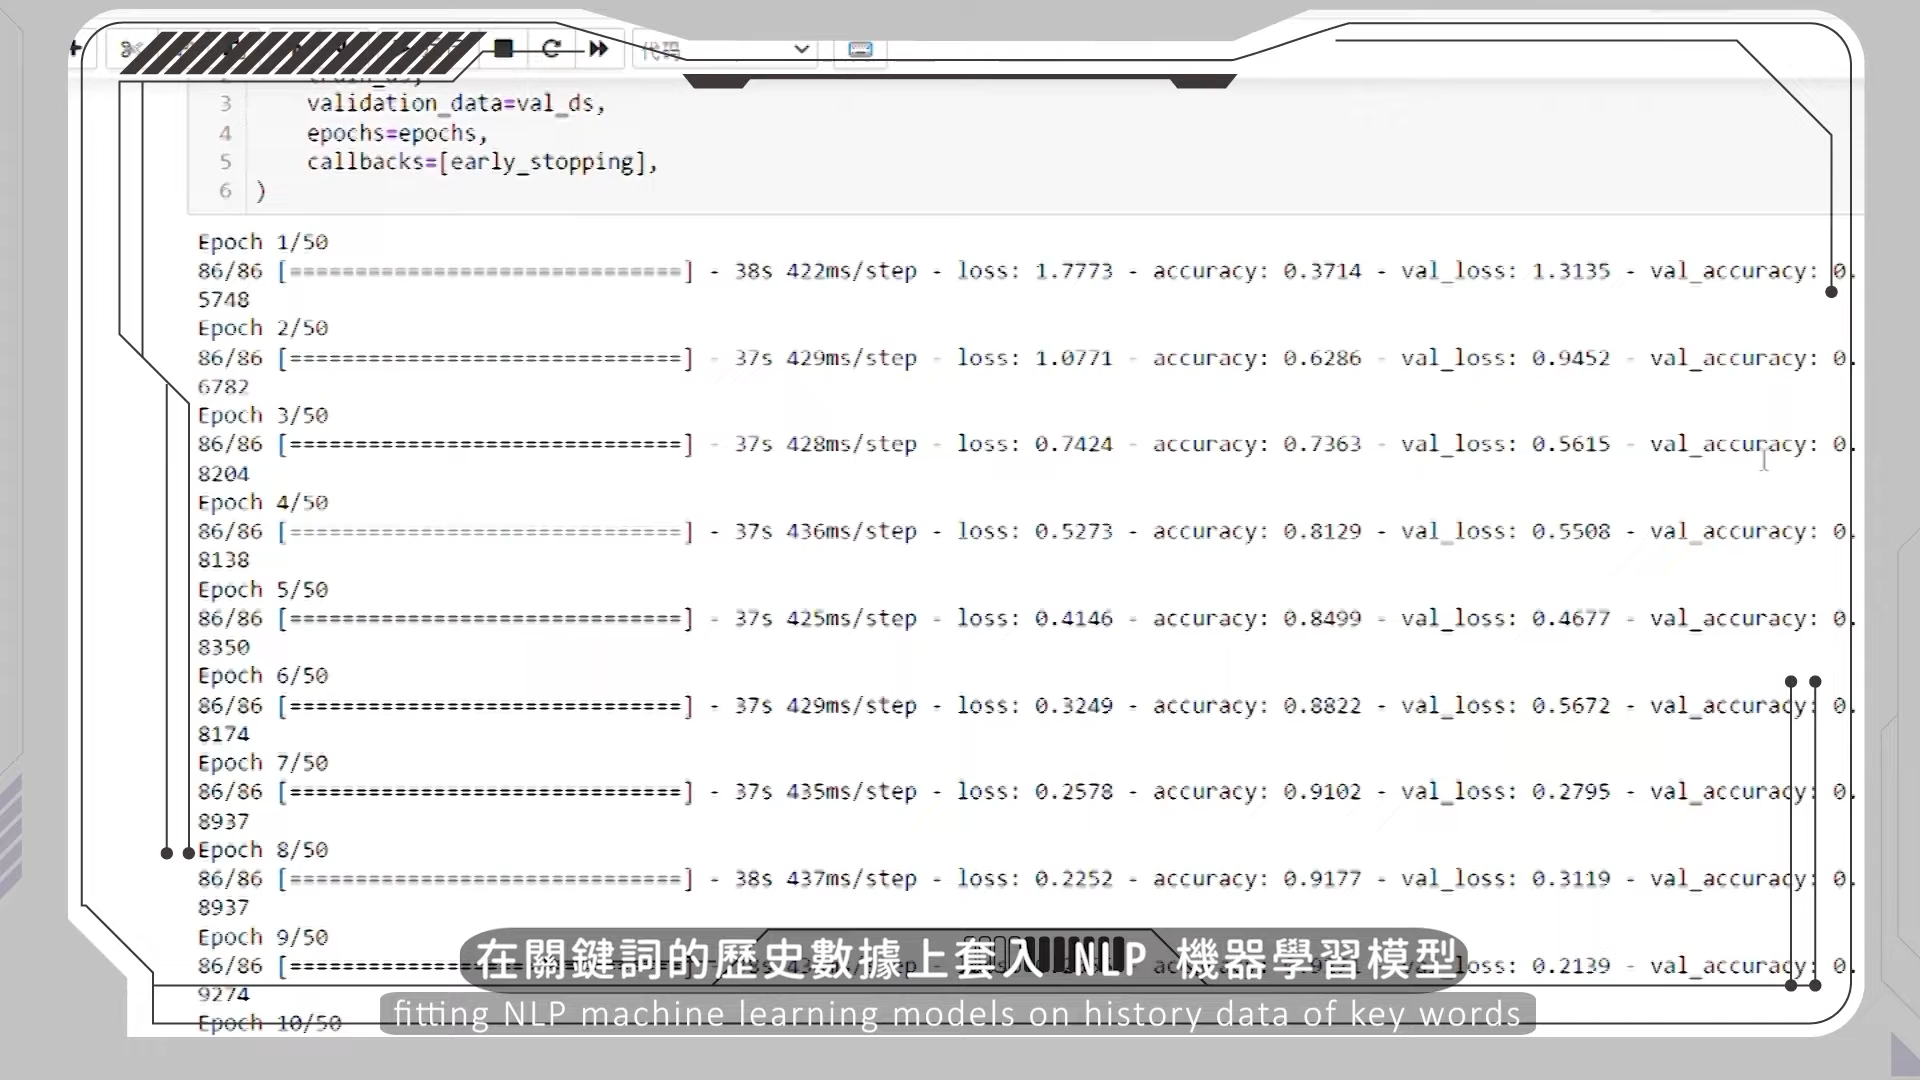 代码
train_ds,
3 validation_data=val_ds,
4 epochs=epochs,
5 callbacks=[early_stopping],
6 )
Epoch 1/50
86/86 [==============================] - 38s 422ms/step - loss: 1.7773 - accuracy: 0.3714 - val_loss: 1.3135 - val_accuracy: 0.
5748
Epoch 2/50
86/86 [==============================] - 37s 429ms/step - loss: 1.0771 - accuracy: 0.6286 - val_loss: 0.9452 - val_accuracy: 0.
6782
Epoch 3/50
86/86 [==============================] - 37s 428ms/step - loss: 0.7424 - accuracy: 0.7363 - val_loss: 0.5615 - val_accuracy: 0.
8204
Epoch 4/50
86/86 [==============================] - 37s 436ms/step - loss: 0.5273 - accuracy: 0.8129 - val_loss: 0.5508 - val_accuracy: 0.
8138
Epoch 5/50
86/86 [==============================] - 37s 425ms/step - loss: 0.4146 - accuracy: 0.8499 - val_loss: 0.4677 - val_accuracy: 0.
8350
Epoch 6/50
86/86 [==============================] - 37s 429ms/step - loss: 0.3249 - accuracy: 0.8822 - val_loss: 0.5672 - val_accuracy: 0.
8174
Epoch 7/50
86/86 [==============================] - 37s 435ms/step - loss: 0.2578 - accuracy: 0.9102 - val_loss: 0.2795 - val_accuracy: 0.
8937
Epoch 8/50
86/86 [==============================] - 38s 437ms/step - loss: 0.2252 - accuracy: 0.9177 - val_loss: 0.3119 - val_accuracy: 0.
8937
Epoch 9/50
86/86 [ loss: 0.2139 - val_accuracy: 0.
9274
Epoch 10/50
在關鍵詞的歷史數據上套入 NLP 機器學習模型
fitting NLP machine learning models on history data of key words